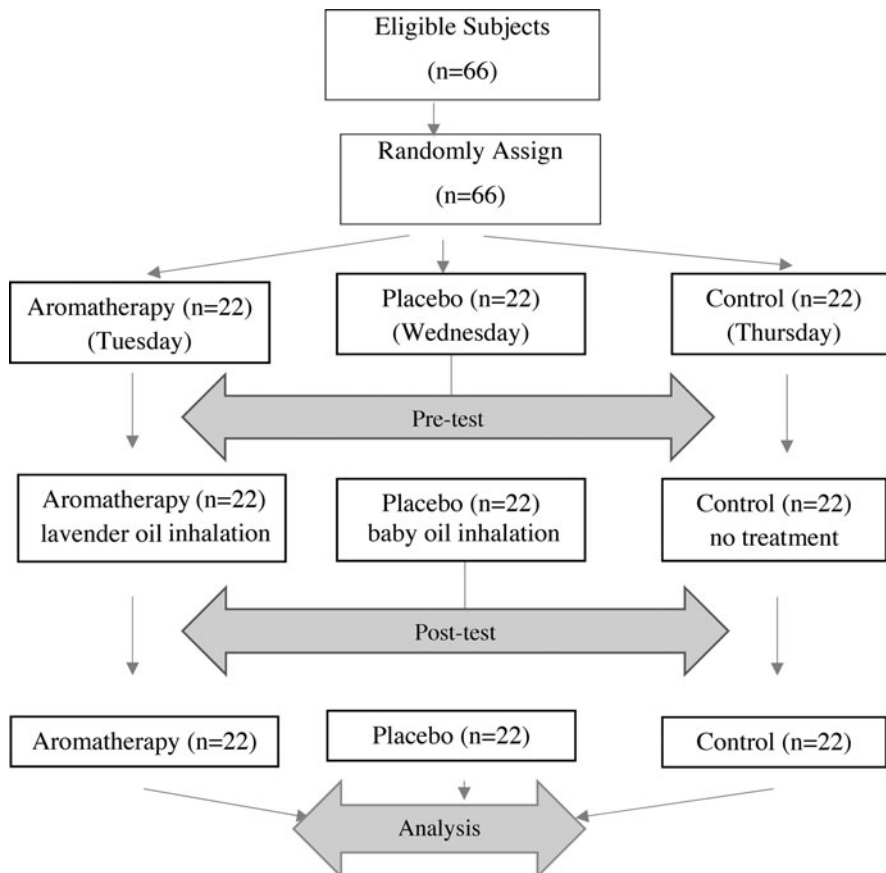 Eligible Subjects
(n=66)
Randomly Assign
(n=66)
Aromatherapy (n=22)
(Tuesday)
Placebo (n=22)
(Wednesday)
Control (n=22)
(Thursday)
Pre-test
Aromatherapy (n=22)
lavender oil inhalation
Placebo (n=22)
baby oil inhalation
Control (n=22)
no treatment
Post-test
Aromatherapy (n=22)
Placebo (n=22)
Control (n=22)
Analysis